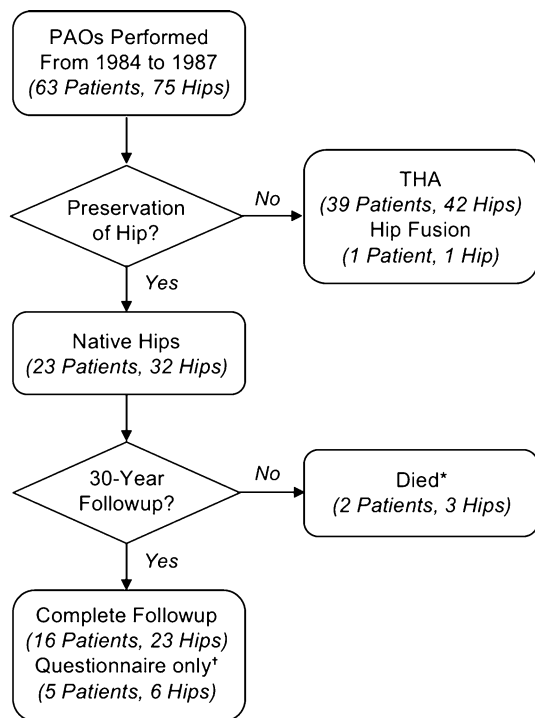 PAOs Performed
From 1984 to 1987
(63 Patients, 75 Hips)
Preservation
of Hip?
No
THA
(39 Patients, 42 Hips)
Hip Fusion
(1 Patient, 1 Hip)
Yes
Native Hips
(23 Patients, 32 Hips)
30-Year
Followup?
No
Died*
(2 Patients, 3 Hips)
Yes
Complete Followup
(16 Patients, 23 Hips)
Questionnaire only†
(5 Patients, 6 Hips)